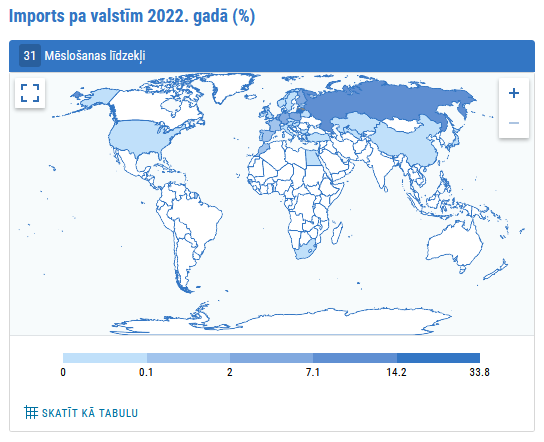 Imports pa valstīm 2022. gadā (%)
31 Mēslošanas līdzekļi
+
−
0 0.1 2 7.1 14.2 33.8
SKATĪT KĀ TABULU